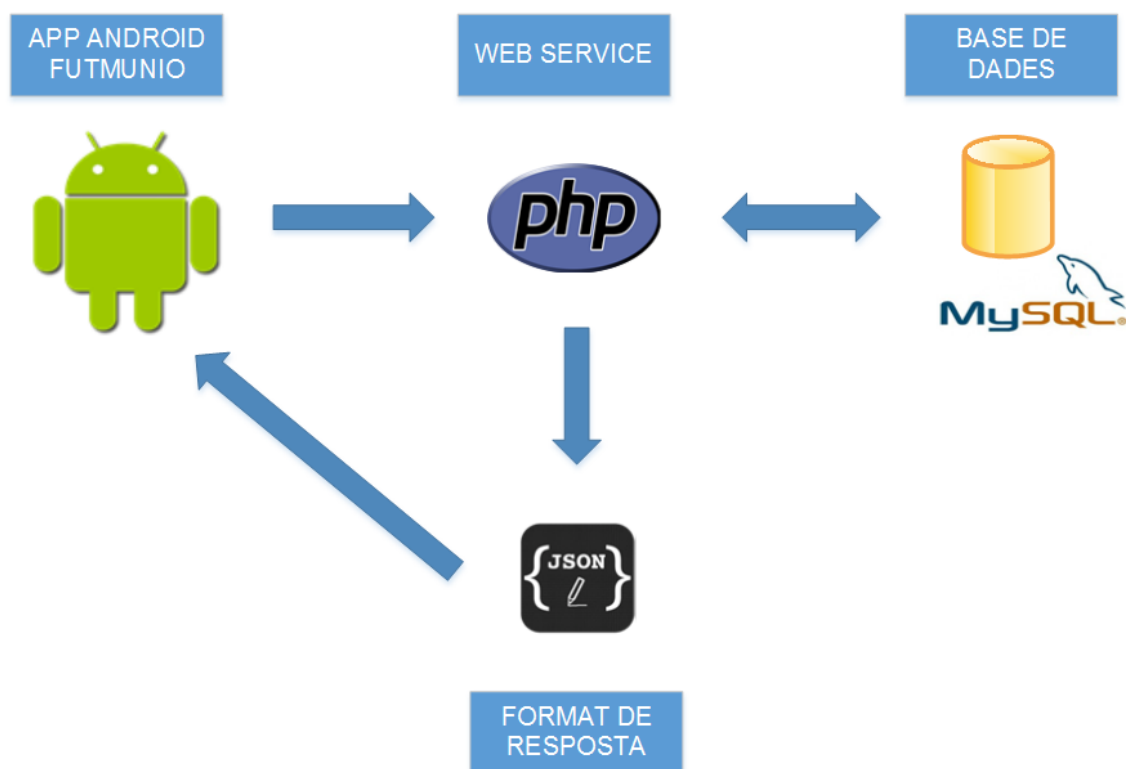 APP ANDROID
FUTMUNIO
WEB SERVICE
BASE DE
DADES
php
MySQL®
{JSON}
FORMAT DE
RESPOSTA